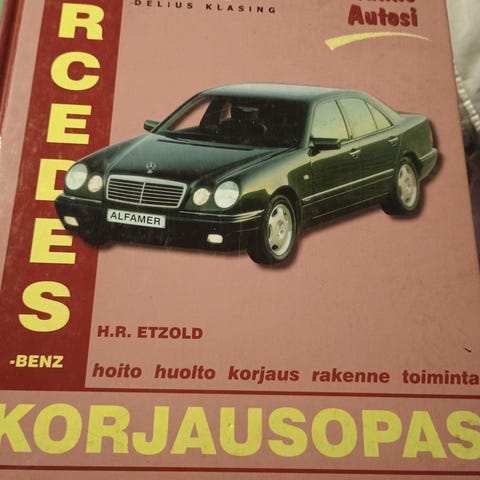 DELIUS KLASING
Autosi
RCEDES
-BENZ
ALFAMER
H.R. ETZOLD
hoito huolto korjaus rakenne toiminta
KORJAUSOPAS